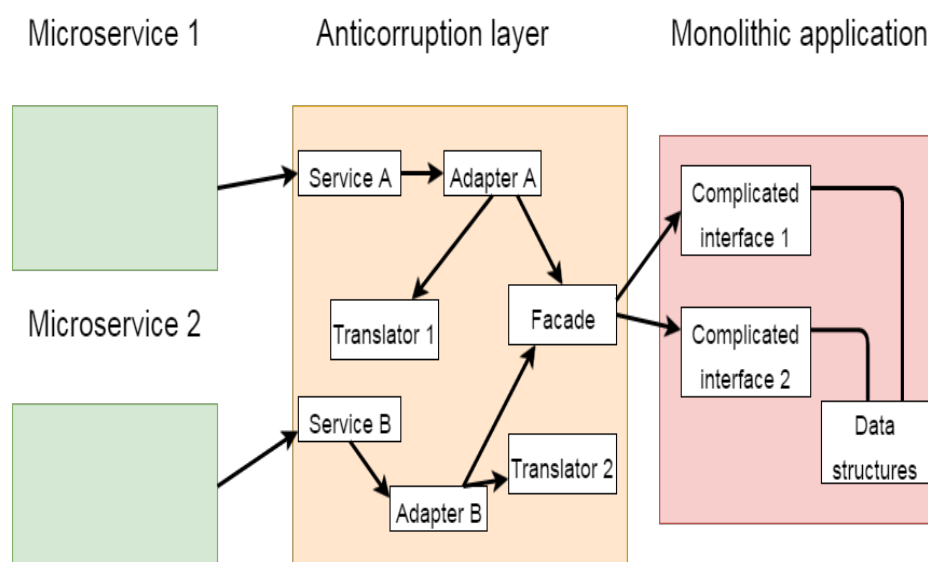 Microservice 1
Anticorruption layer
Monolithic application
Service A
Adapter A
Complicated
interface 1
Translator 1
Facade
Microservice 2
Complicated
interface 2
Service B
Translator 2
Adapter B
Data
structures